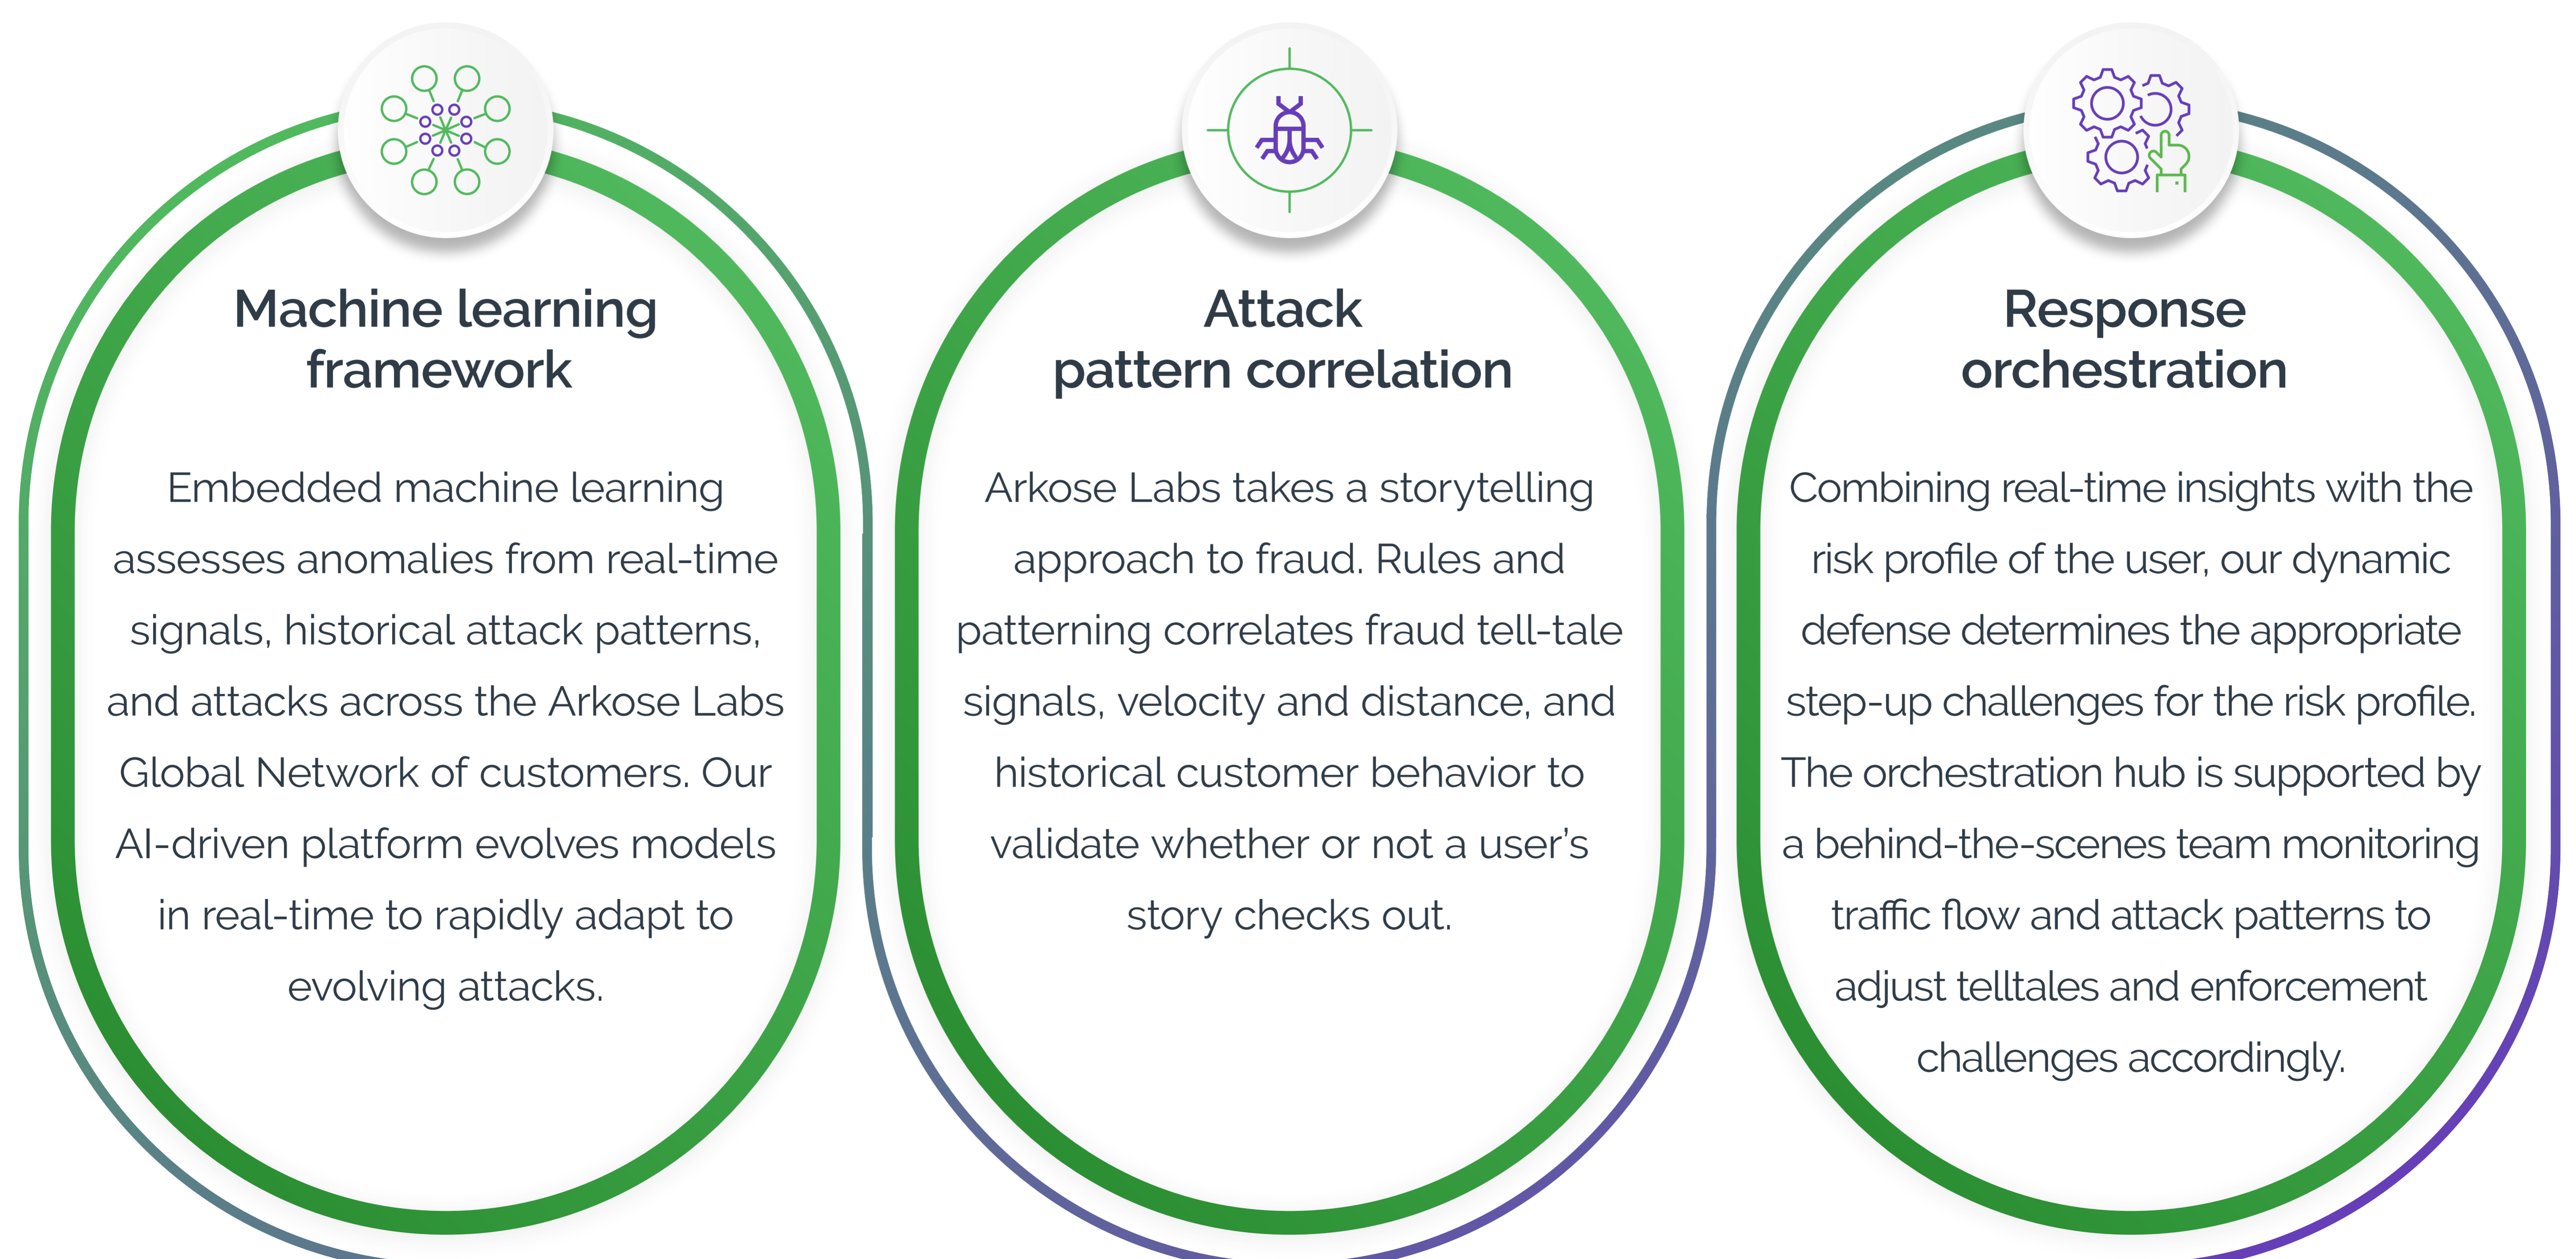 Machine learning
framework
Embedded machine learning
assesses anomalies from real-time
signals, historical attack patterns,
and attacks across the Arkose Labs
Global Network of customers. Our
AI-driven platform evolves models
in real-time to rapidly adapt to
evolving attacks.
Attack
pattern correlation
Arkose Labs takes a storytelling
approach to fraud. Rules and
patterning correlates fraud tell-tale
signals, velocity and distance, and
historical customer behavior to
validate whether or not a user’s
story checks out.
Response
orchestration
Combining real-time insights with the
risk profile of the user, our dynamic
defense determines the appropriate
step-up challenges for the risk profile.
The orchestration hub is supported by
a behind-the-scenes team monitoring
traffic flow and attack patterns to
adjust telltales and enforcement
challenges accordingly.